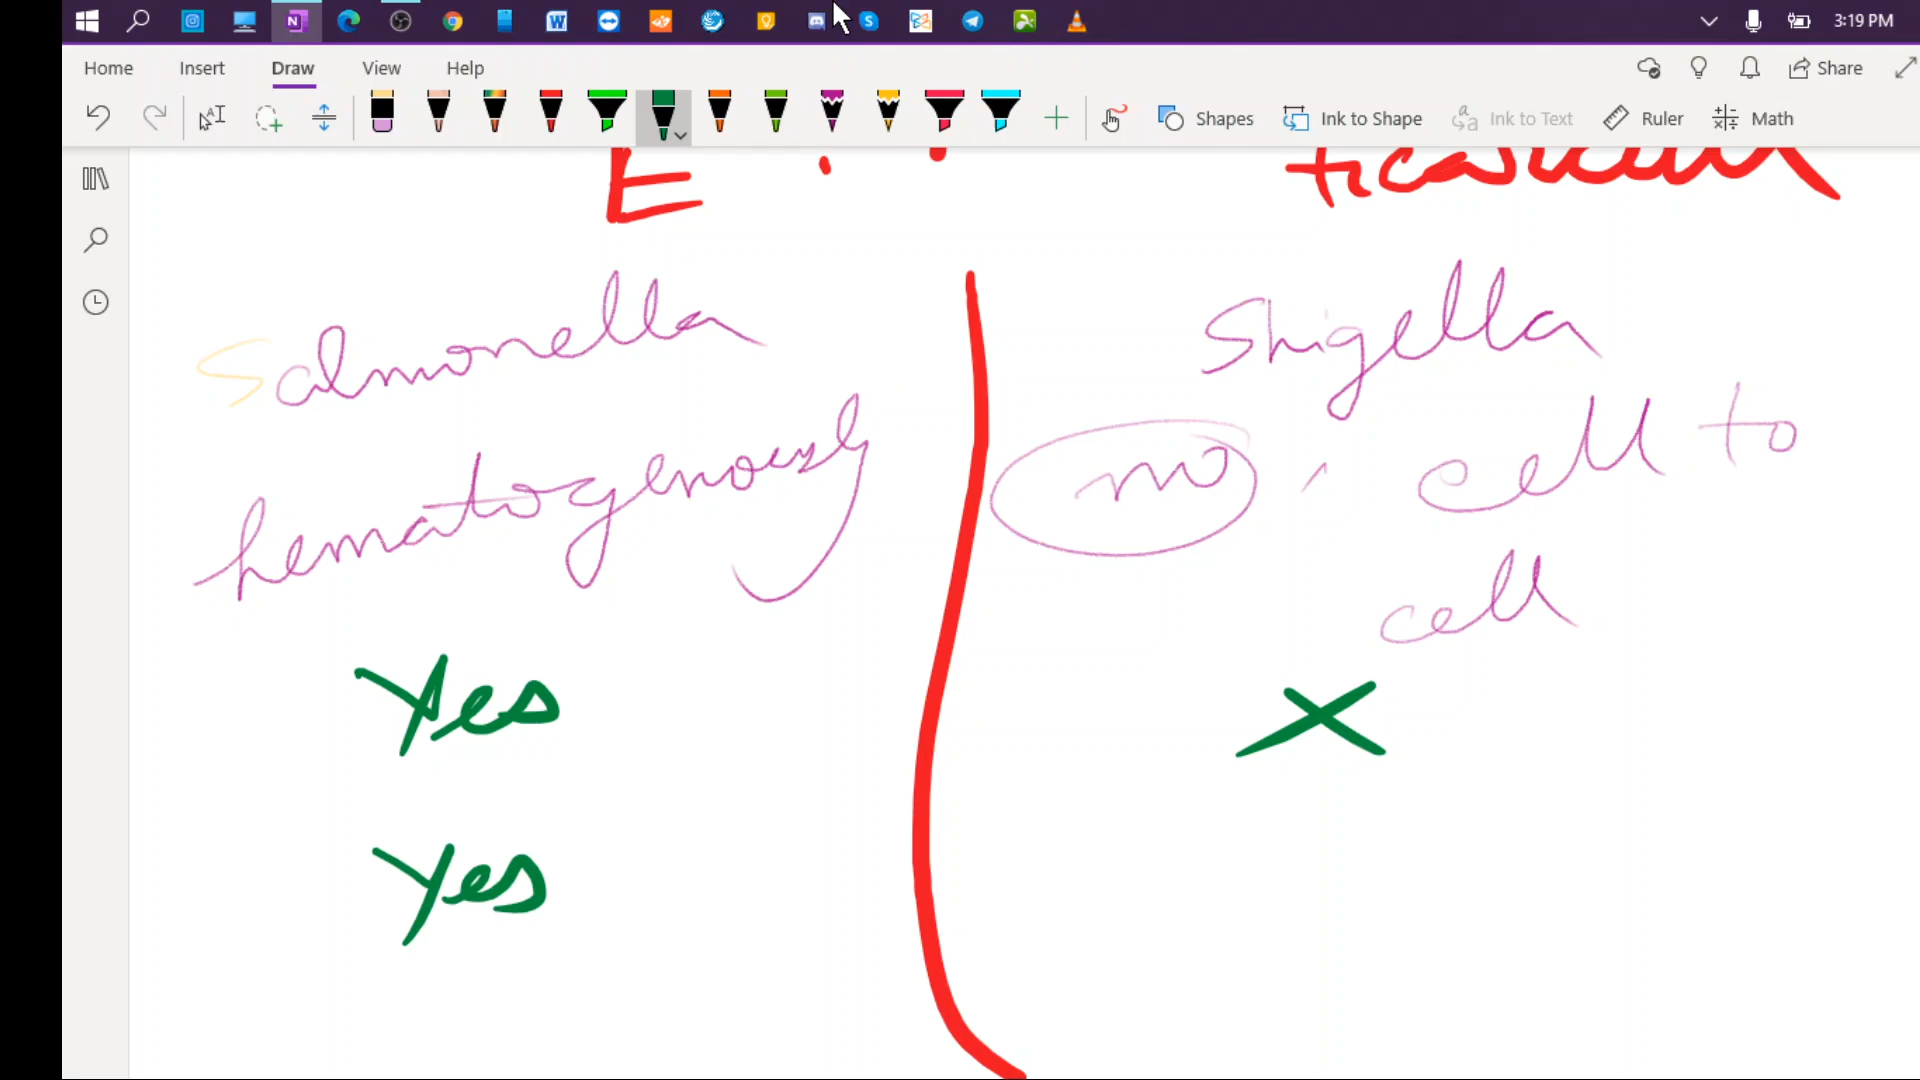 3:19 PM
Home Insert Draw View Help Share
Shapes Ink to Shape Ink to Text Ruler Math
E.
Salmonella
hematogenously
Yes
Yes
Shigella
no, cell to
cell
X